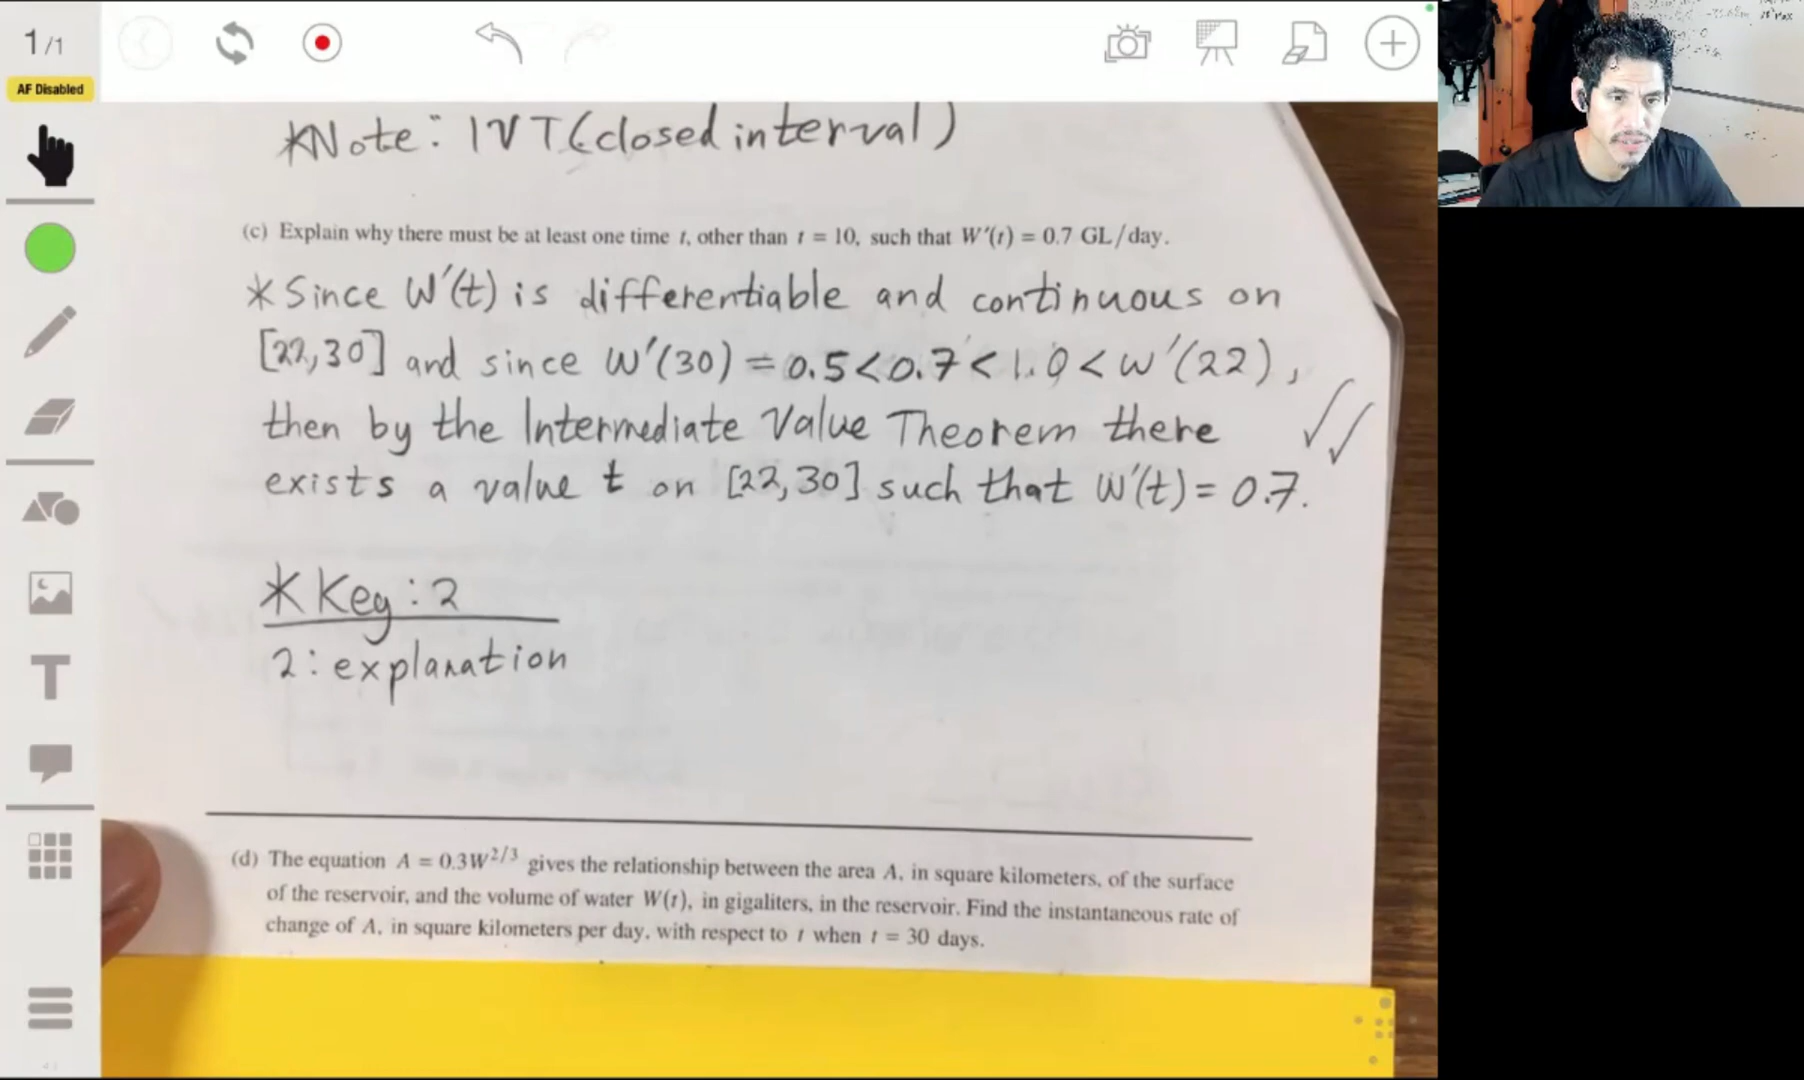 1/1
AF Disabled
*Note: IVT (closed interval)
(c) Explain why there must be at least one time t, other than t = 10, such that W′(t) = 0.7 GL/day.
*Since W′(t) is differentiable and continuous on
[22,30] and since W′(30) = 0.5 < 0.7 < 1.0 < W′(22),
then by the Intermediate Value Theorem there
exists a value t on [22,30] such that W′(t) = 0.7.
*Key: 2
2: explanation
(d) The equation A = 0.3W^{2/3} gives the relationship between the area A, in square kilometers, of the surface
of the reservoir, and the volume of water W(t), in gigaliters, in the reservoir. Find the instantaneous rate of
change of A, in square kilometers per day, with respect to t when t = 30 days.
T